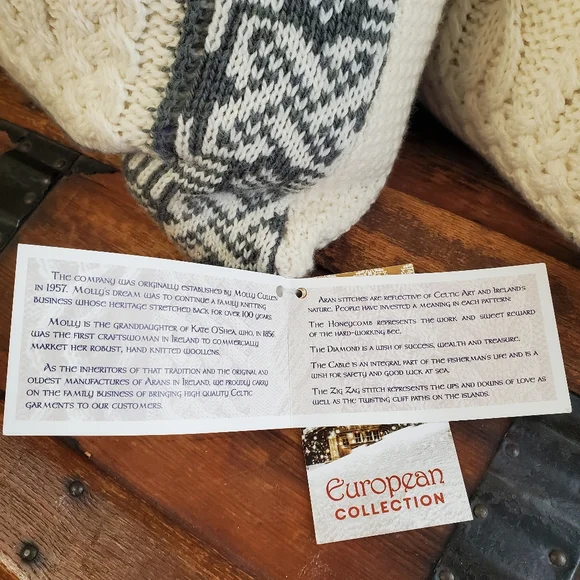 The company was originally established by Molly Cullen
in 1957. Molly's dream was to continue a family knitting
business whose heritage stretched back for over 100 years.
Molly is the granddaughter of Kate O'Shea, who, in 1856
was the first craftswoman in Ireland to commercially
market her robust, hand knitted woollens.
As the inheritors of that tradition and the original and
oldest manufactures of Arans in Ireland, we proudly carry
on the family business of bringing high quality Celtic
garments to our customers.
Aran stitches are reflective of Celtic Art and Ireland's
nature. People have invested a meaning in each pattern:
The Honeycomb represents the work and sweet reward
of the hard-working bee.
The Diamond is a wish of success, wealth and treasure.
The Cable is an integral part of the fisherman's life and is a
wish for safety and good luck at sea.
The Zig Zag stitch represents the ups and downs of love as
well as the twisting cliff paths on the islands.
European
COLLECTION